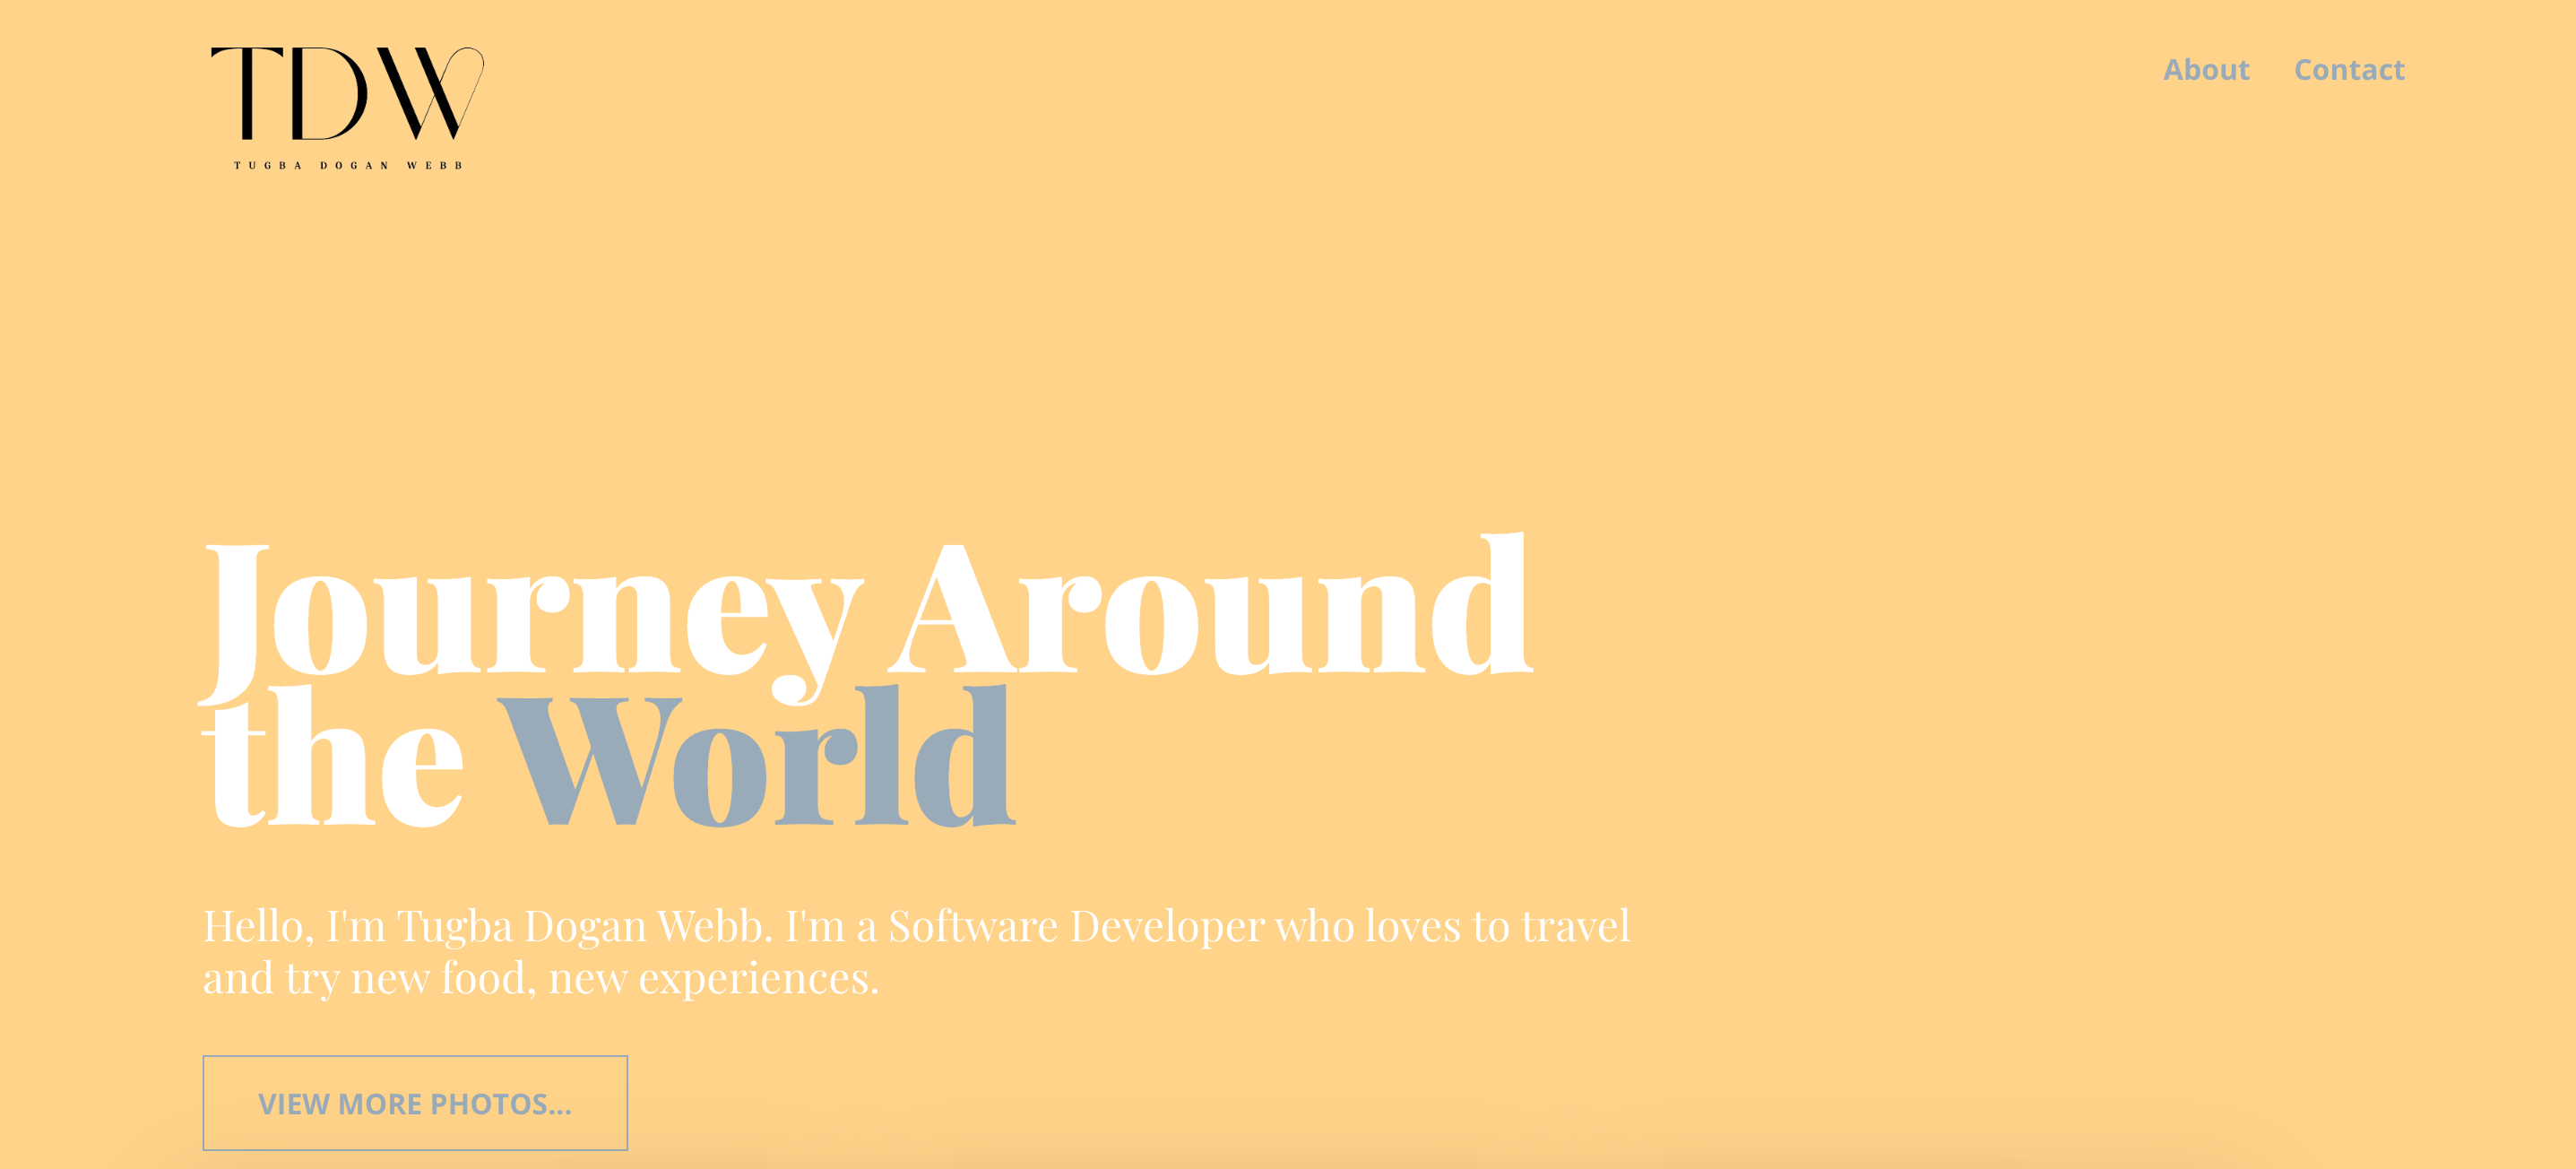 TDW
TUGBA DOGAN WEBB
About Contact
Journey Around
the World
Hello, I'm Tugba Dogan Webb. I'm a Software Developer who loves to travel
and try new food, new experiences.
VIEW MORE PHOTOS...